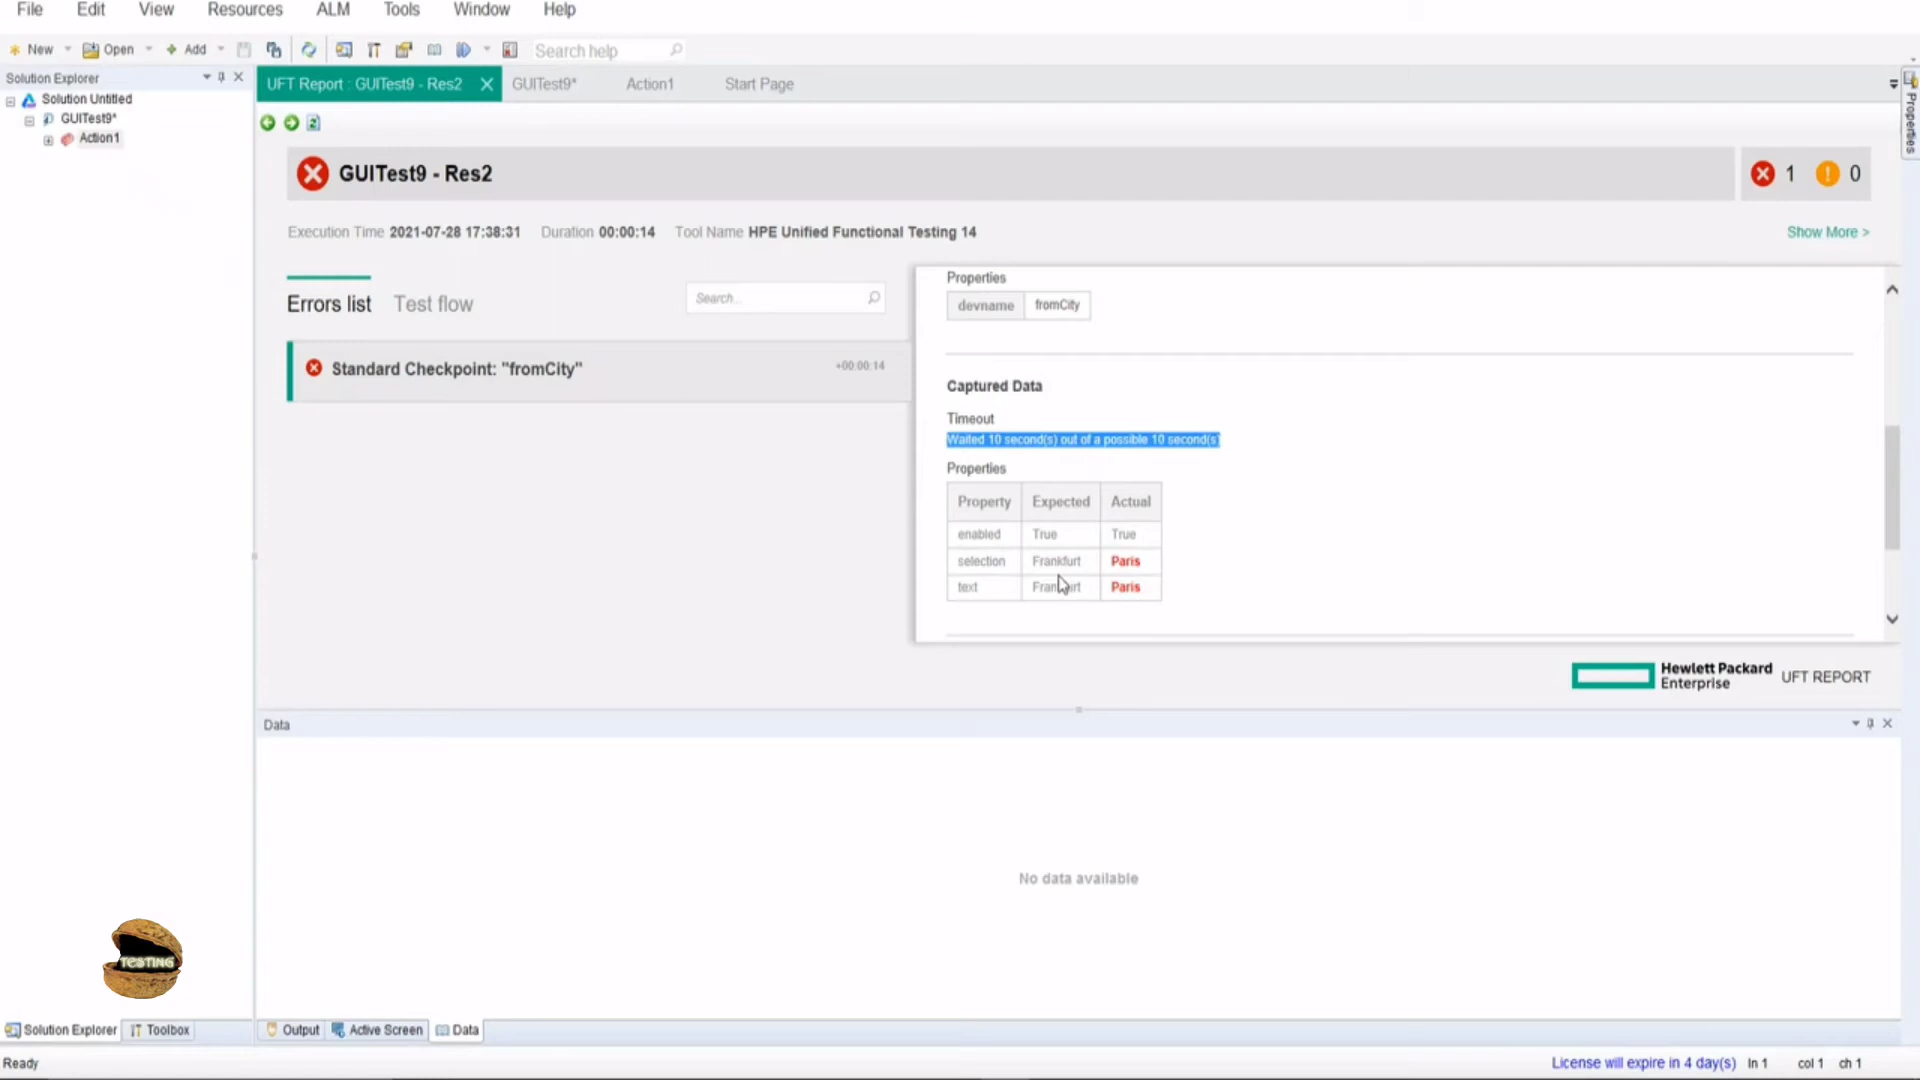 File Edit View Resources ALM Tools Window Help
New Open Add Search help
Solution Explorer
UFT Report : GUITest9 - Res2 GUITest9* Action1 Start Page
Properties
Solution Untitled
GUITest9*
Action1
GUITest9 - Res2
1 0
Execution Time 2021-07-28 17:38:31 Duration 00:00:14 Tool Name HPE Unified Functional Testing 14
Show More >
Errors list Test flow
Search...
Standard Checkpoint: "fromCity"
+00:00:14
Properties
devname fromCity
Captured Data
Timeout
Waited 10 second(s) out of a possible 10 second(s)
Properties
Property Expected Actual
enabled True True
selection Frankfurt Paris
text Paris
Hewlett Packard
Enterprise
UFT REPORT
Data
No data available
TESTING
Solution Explorer Toolbox
Output Active Screen Data
Ready
License will expire in 4 day(s) ln 1 col 1 ch 1